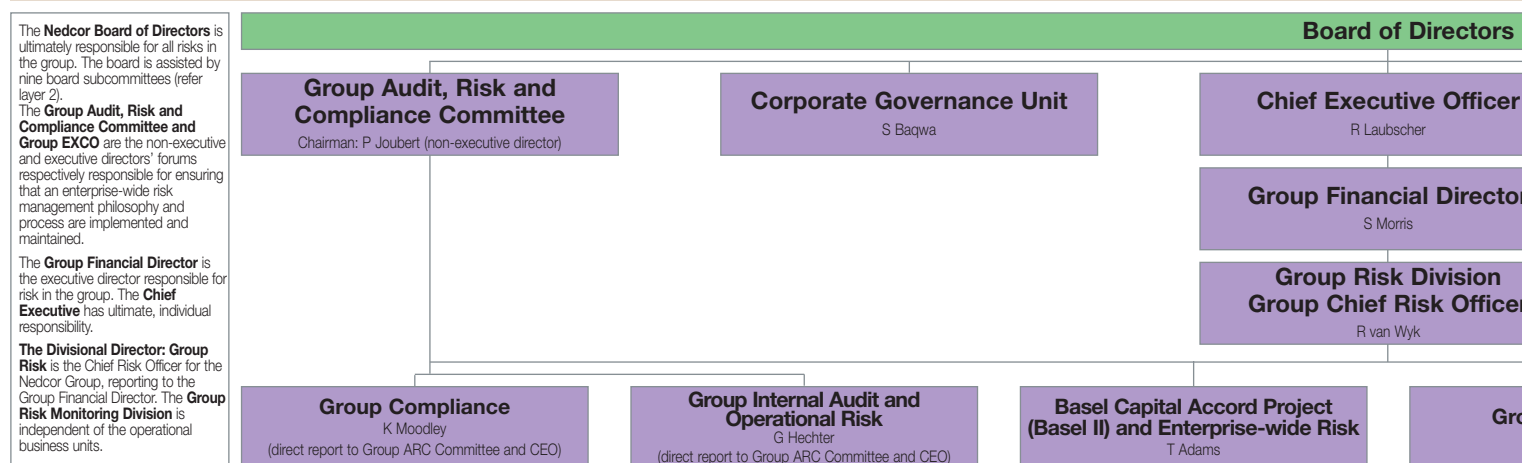 The Nedcor Board of Directors is
ultimately responsible for all risks in
the group. The board is assisted by
nine board subcommittees (refer
layer 2).
The Group Audit, Risk and
Compliance Committee and
Group EXCO are the non-executive
and executive directors' forums
respectively responsible for ensuring
that an enterprise-wide risk
management philosophy and
process are implemented and
maintained.
The Group Financial Director is
the executive director responsible for
risk in the group. The Chief
Executive has ultimate, individual
responsibility.
The Divisional Director: Group
Risk is the Chief Risk Officer for the
Nedcor Group, reporting to the
Group Financial Director. The Group
Risk Monitoring Division is
independent of the operational
business units.
Board of Directors
Group Audit, Risk and
Compliance Committee
Chairman: P Joubert (non-executive director)
Corporate Governance Unit
S Baqwa
Chief Executive Officer
R Laubscher
Group Financial Director
S Morris
Group Risk Division
Group Chief Risk Officer
R van Wyk
Group Compliance
K Moodley
(direct report to Group ARC Committee and CEO)
Group Internal Audit and
Operational Risk
G Hechter
(direct report to Group ARC Committee and CEO)
Basel Capital Accord Project
(Basel II) and Enterprise-wide Risk
T Adams